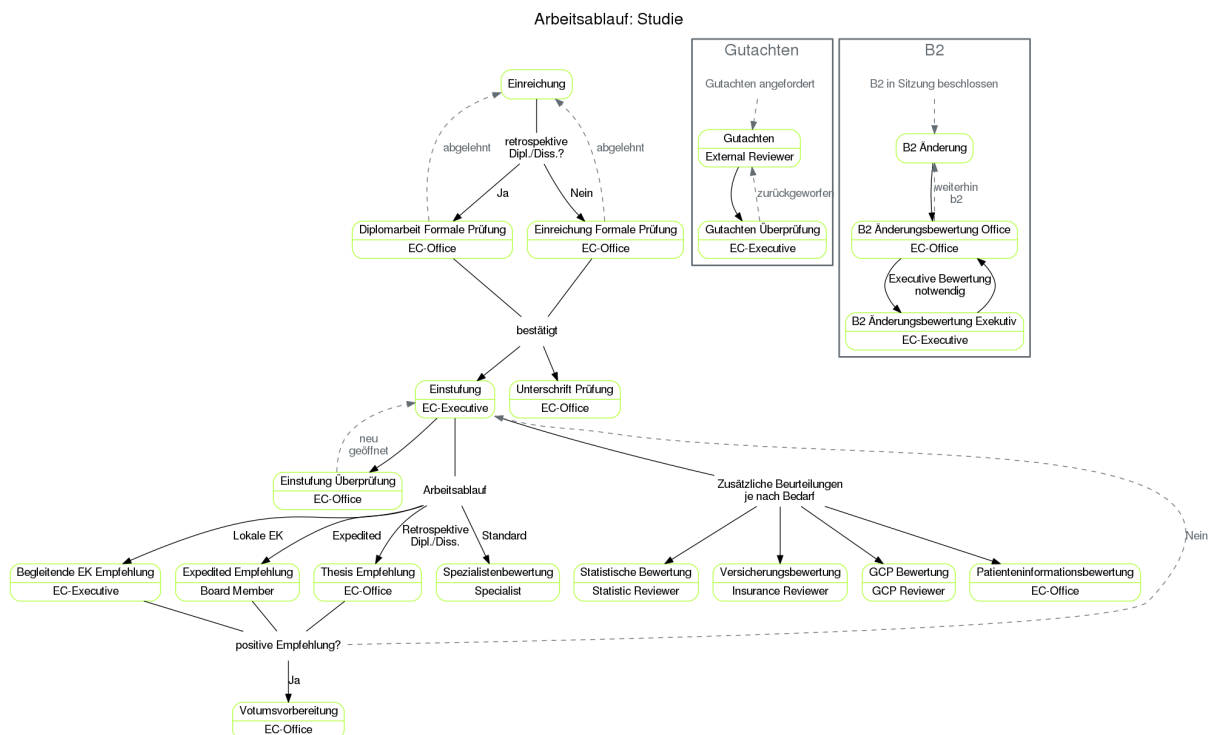 Arbeitsablauf: Studie
Einreichung
retrospektive
Dipl./Diss.?
abgelehnt
abgelehnt
Ja
Nein
Diplomarbeit Formale Prüfung
EC-Office
Einreichung Formale Prüfung
EC-Office
Gutachten
Gutachten angefordert
Gutachten
External Reviewer
zurückgeworfen
Gutachten Überprüfung
EC-Executive
B2
B2 in Sitzung beschlossen
B2 Änderung
weiterhin
b2
B2 Änderungsbewertung Office
EC-Office
Executive Bewertung
notwendig
B2 Änderungsbewertung Exekutiv
EC-Executive
bestätigt
Einstufung
EC-Executive
Unterschrift Prüfung
EC-Office
neu
geöffnet
Einstufung Überprüfung
EC-Office
Arbeitsablauf
Zusätzliche Beurteilungen
je nach Bedarf
Lokale EK
Expedited
Retrospektive
Dipl./Diss.
Standard
Nein
Begleitende EK Empfehlung
EC-Executive
Expedited Empfehlung
Board Member
Thesis Empfehlung
EC-Office
Spezialistenbewertung
Specialist
Statistische Bewertung
Statistic Reviewer
Versicherungsbewertung
Insurance Reviewer
GCP Bewertung
GCP Reviewer
Patienteninformationsbewertung
EC-Office
positive Empfehlung?
Ja
Votumsvorbereitung
EC-Office